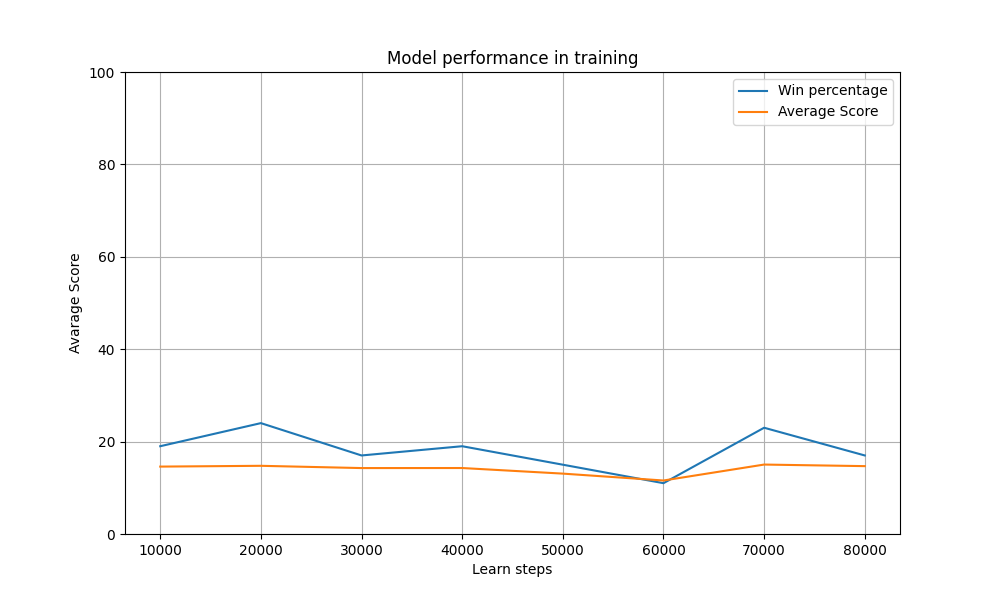 Model performance in training
Win percentage
Average Score
100
80
60
40
20
0
Avarage Score
10000 20000 30000 40000 50000 60000 70000 80000
Learn steps